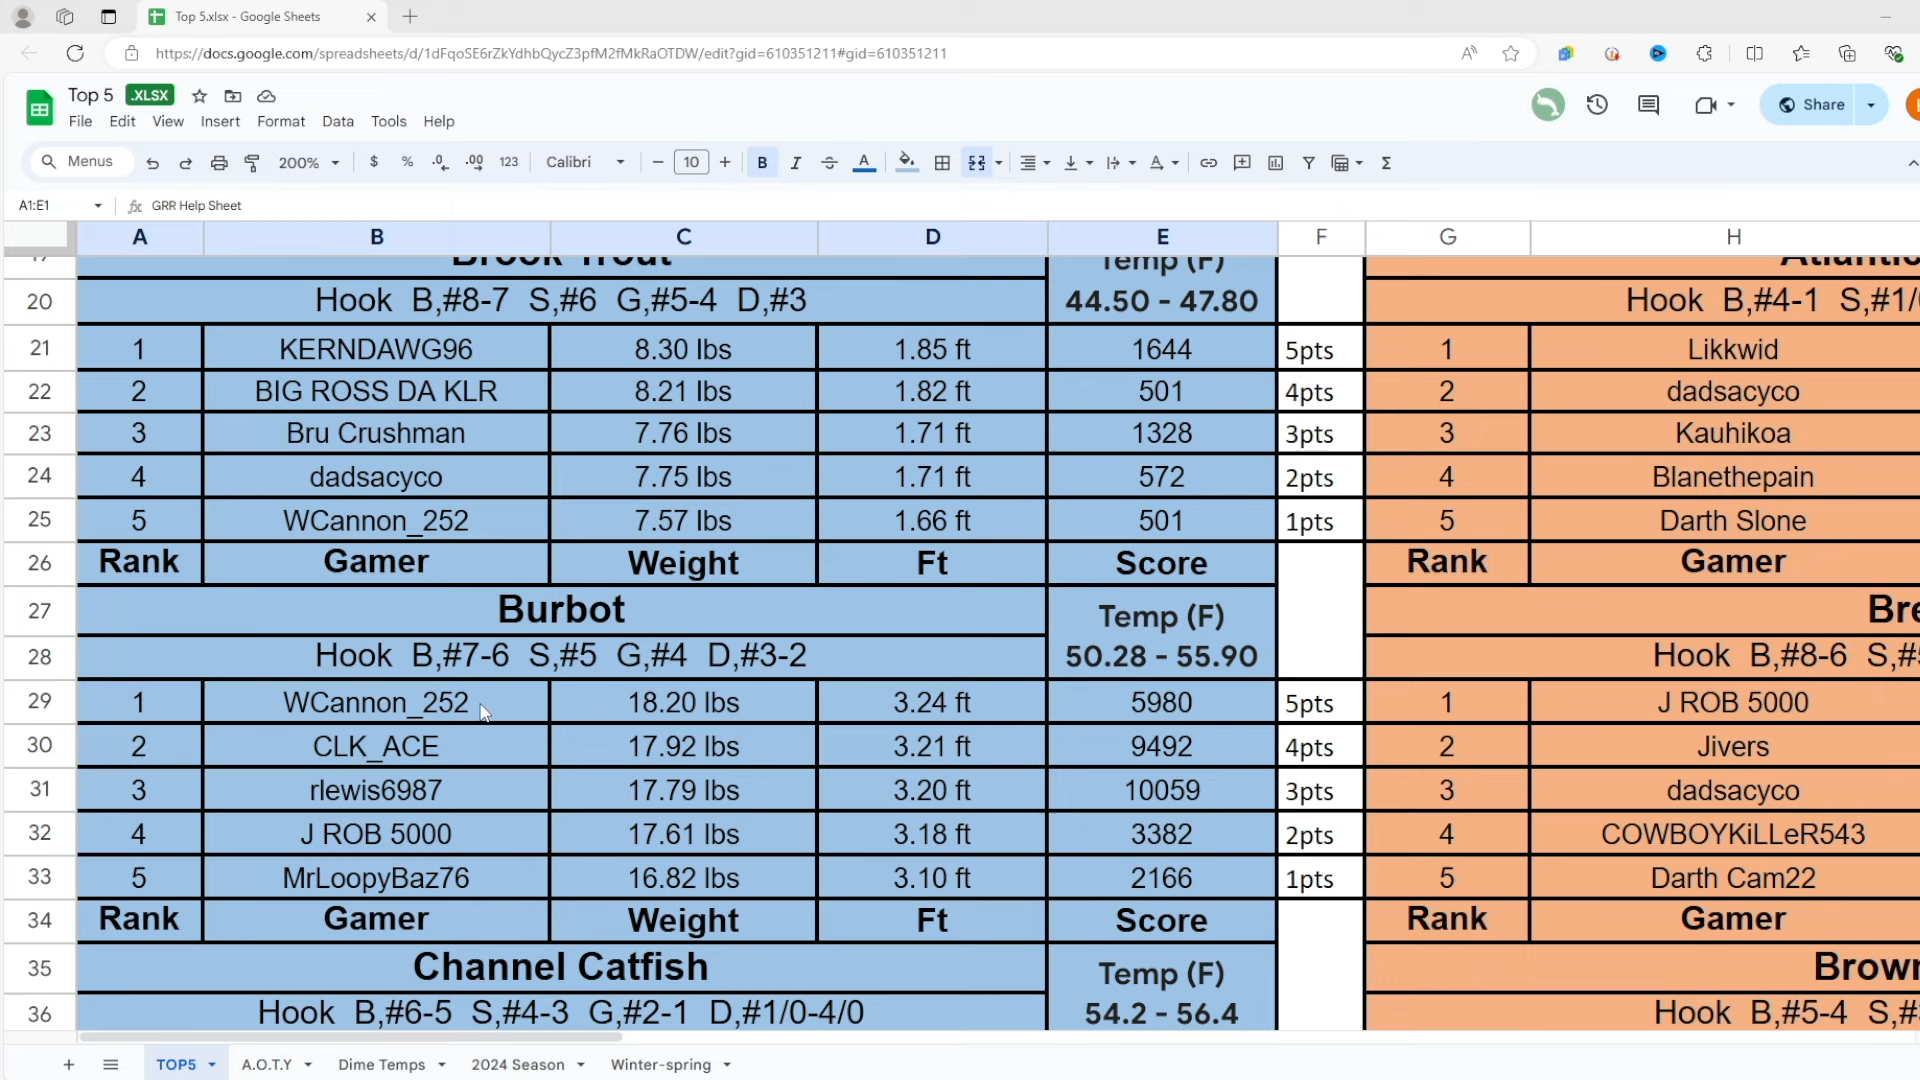 Top 5.xlsx - Google Sheets
https://docs.google.com/spreadsheets/d/1dFqoSE6rZkYdhbQycZ3pfM2fMkRaOTDW/edit?gid=610351211#gid=610351211
Top 5 .XLSX
File Edit View Insert Format Data Tools Help
Share
Menus 200% $ % .0 .00 123 Calibri 10 B I A
A1:E1 fx GRR Help Sheet
A B C D E F G H
Brook Trout Temp (F)
20 Hook B,#8-7 S,#6 G,#5-4 D,#3 44.50 - 47.80 Hook B,#4-1
21 1 KERNDAWG96 8.30 lbs 1.85 ft 1644 5pts 1 Likkwid
22 2 BIG ROSS DA KLR 8.21 lbs 1.82 ft 501 4pts 2 dadsacyco
23 3 Bru Crushman 7.76 lbs 1.71 ft 1328 3pts 3 Kauhikoa
24 4 dadsacyco 7.75 lbs 1.71 ft 572 2pts 4 Blanethepain
25 5 WCannon_252 7.57 lbs 1.66 ft 501 1pts 5 Darth Slone
26 Rank Gamer Weight Ft Score Rank Gamer
27 Burbot Temp (F) Bre
28 Hook B,#7-6 S,#5 G,#4 D,#3-2 50.28 - 55.90 Hook B,#8-6 S,#
29 1 WCannon_252 18.20 lbs 3.24 ft 5980 5pts 1 J ROB 5000
30 2 CLK_ACE 17.92 lbs 3.21 ft 9492 4pts 2 Jivers
31 3 rlewis6987 17.79 lbs 3.20 ft 10059 3pts 3 dadsacyco
32 4 J ROB 5000 17.61 lbs 3.18 ft 3382 2pts 4 COWBOYKiLLeR543
33 5 MrLoopyBaz76 16.82 lbs 3.10 ft 2166 1pts 5 Darth Cam22
34 Rank Gamer Weight Ft Score Rank Gamer
35 Channel Catfish Temp (F) Brown
36 Hook B,#6-5 S,#4-3 G,#2-1 D,#1/0-4/0 54.2 - 56.4 Hook B,#5-4 S,#
TOP5 A.O.T.Y Dime Temps 2024 Season Winter-spring